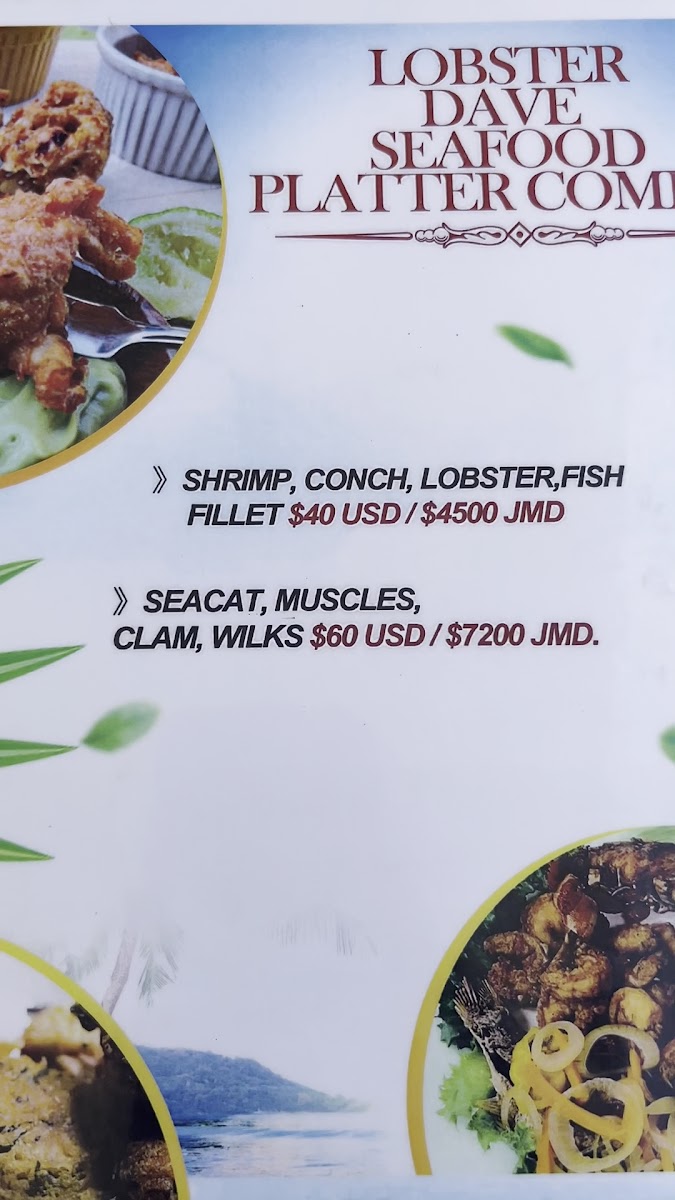 LOBSTER
DAVE
SEAFOOD
PLATTER
》 SHRIMP, CONCH, LOBSTER,FISH
FILLET $40 USD / $4500 JMD
》 SEACAT, MUSCLES,
CLAM, WILKS $60 USD / $7200 JMD.